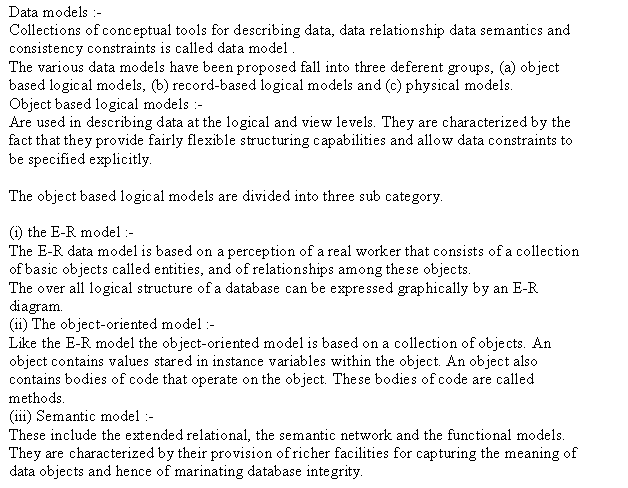 Data models :-
Collections of conceptual tools for describing data, data relationship data semantics and
consistency constraints is called data model .
The various data models have been proposed fall into three deferent groups, (a) object
based logical models, (b) record-based logical models and (c) physical models.
Object based logical models :-
Are used in describing data at the logical and view levels. They are characterized by the
fact that they provide fairly flexible structuring capabilities and allow data constraints to
be specified explicitly.

The object based logical models are divided into three sub category.

(i) the E-R model :-
The E-R data model is based on a perception of a real worker that consists of a collection
of basic objects called entities, and of relationships among these objects.
The over all logical structure of a database can be expressed graphically by an E-R
diagram.
(ii) The object-oriented model :-
Like the E-R model the object-oriented model is based on a collection of objects. An
object contains values stared in instance variables within the object. An object also
contains bodies of code that operate on the object. These bodies of code are called
methods.
(iii) Semantic model :-
These include the extended relational, the semantic network and the functional models.
They are characterized by their provision of richer facilities for capturing the meaning of
data objects and hence of marinating database integrity.